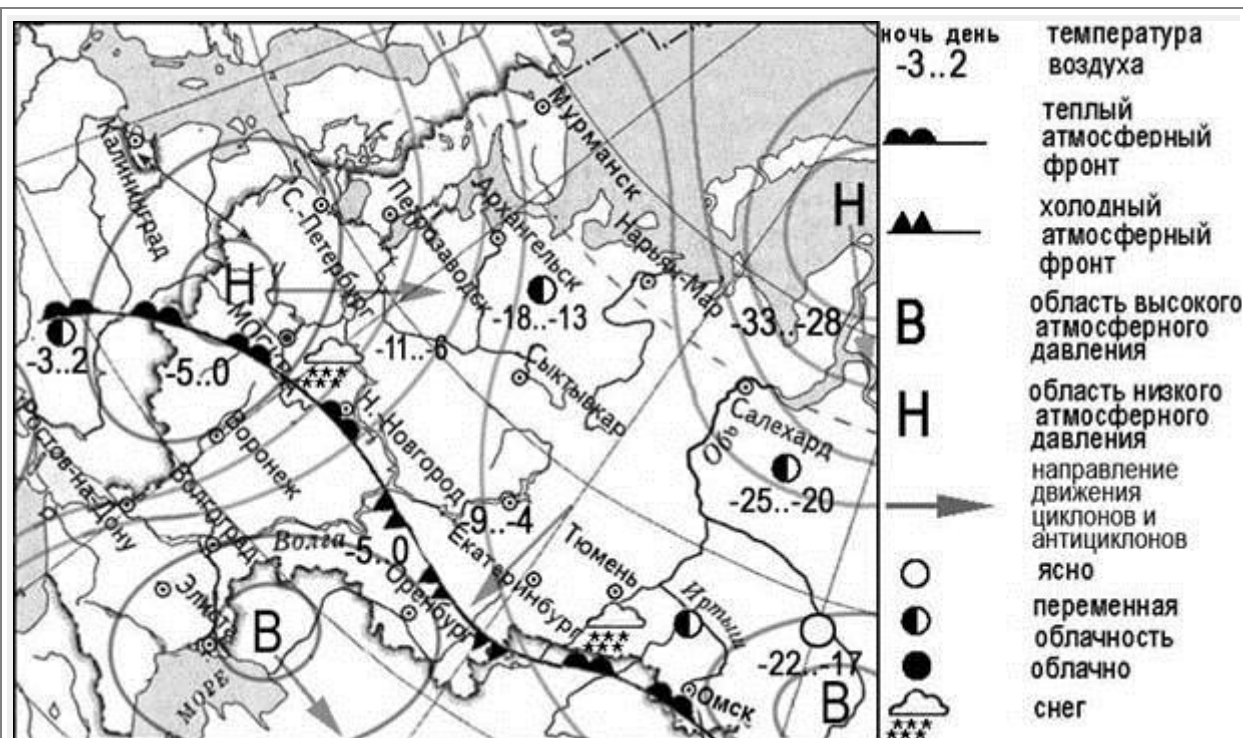 Калининград
С.-Петербург
Петрозаводск
Мурманск
Архангельск
Нарьян-Мар
Н
Н
МОСКВА
-18..-13
-33..-28
-3..2
-5..0
-11..-6
Сыктывкар
Салехард
Обь
Н.-Новгород
Воронеж
Ростов-на-Дону
Волгоград
-25..-20
-9..-4
Волга
-5..0
Екатеринбург
Тюмень
Иртыш
Оренбург
Элиста
В
-22..-17
МОРЕ
Омск
В
ночь день
-3..2
температура
воздуха
теплый
атмосферный
фронт
холодный
атмосферный
фронт
В
область высокого
атмосферного
давления
Н
область низкого
атмосферного
давления
направление
движения
циклонов и
антициклонов
ясно
переменная
облачность
облачно
снег